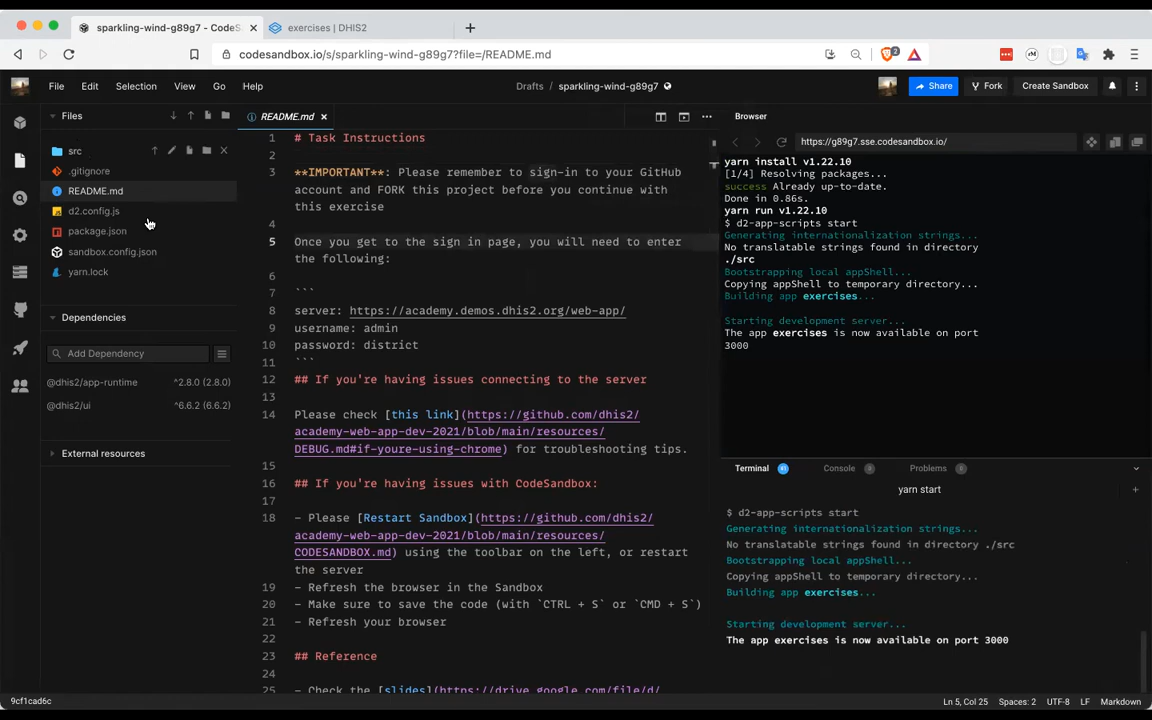 sparkling-wind-g89g7 - CodeS
exercises | DHIS2
codesandbox.io/s/sparkling-wind-g89g7?file=/README.md
2
File Edit Selection View Go Help
Drafts / sparkling-wind-g89g7
Share
Fork
Create Sandbox
Files
src
.gitignore
README.md
d2.config.js
package.json
sandbox.config.json
yarn.lock
Dependencies
Add Dependency
@dhis2/app-runtime ^2.8.0 (2.8.0)
@dhis2/ui ^6.6.2 (6.6.2)
External resources
README.md
1 # Task Instructions
2
3 **IMPORTANT**: Please remember to sign-in to your GitHub
account and FORK this project before you continue with
this exercise
4
5 Once you get to the sign in page, you will need to enter
the following:
6
7 ```
8 server: https://academy.demos.dhis2.org/web-app/
9 username: admin
10 password: district
11 ```
12 ## If you're having issues connecting to the server
13
14 Please check [this link](https://github.com/dhis2/
academy-web-app-dev-2021/blob/main/resources/
DEBUG.md#if-youre-using-chrome) for troubleshooting tips.
15
16 ## If you're having issues with CodeSandbox:
17
18 - Please [Restart Sandbox](https://github.com/dhis2/
academy-web-app-dev-2021/blob/main/resources/
CODESANDBOX.md) using the toolbar on the left, or restart
the server
19 - Refresh the browser in the Sandbox
20 - Make sure to save the code (with `CTRL + S` or `CMD + S`)
21 - Refresh your browser
22
23 ## Reference
24
25 - Check the [slides](https://drive.google.com/file/d/
Browser
https://g89g7.sse.codesandbox.io/
yarn install v1.22.10
[1/4] Resolving packages...
success Already up-to-date.
Done in 0.86s.
yarn run v1.22.10
$ d2-app-scripts start
Generating internationalization strings...
No translatable strings found in directory
./src
Bootstrapping local appShell...
Copying appShell to temporary directory...
Building app exercises...
Starting development server...
The app exercises is now available on port
3000
Terminal
Console 0
Problems 0
yarn start
$ d2-app-scripts start
Generating internationalization strings...
No translatable strings found in directory ./src
Bootstrapping local appShell...
Copying appShell to temporary directory...
Building app exercises...
Starting development server...
The app exercises is now available on port 3000
9cf1cad6c
Ln 5, Col 25 Spaces: 2 UTF-8 LF Markdown